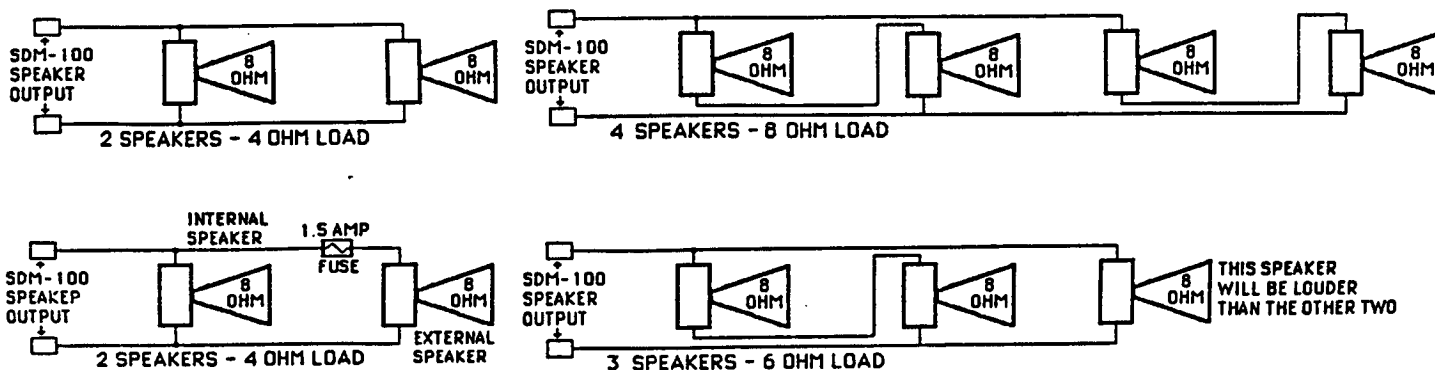 SDM-100
SPEAKER
OUTPUT
8
OHM
8
OHM
2 SPEAKERS - 4 OHM LOAD
SDM-100
SPEAKER
OUTPUT
8
OHM
8
OHM
8
OHM
8
OHM
4 SPEAKERS - 8 OHM LOAD
INTERNAL
SPEAKER
1.5 AMP
FUSE
SDM-100
SPEAKEP
OUTPUT
8
OHM
8
OHM
EXTERNAL
SPEAKER
2 SPEAKERS - 4 OHM LOAD
SDM-100
SPEAKER
OUTPUT
8
OHM
8
OHM
8
OHM
THIS SPEAKER
WILL BE LOUDER
THAN THE OTHER TWO
3 SPEAKERS - 6 OHM LOAD